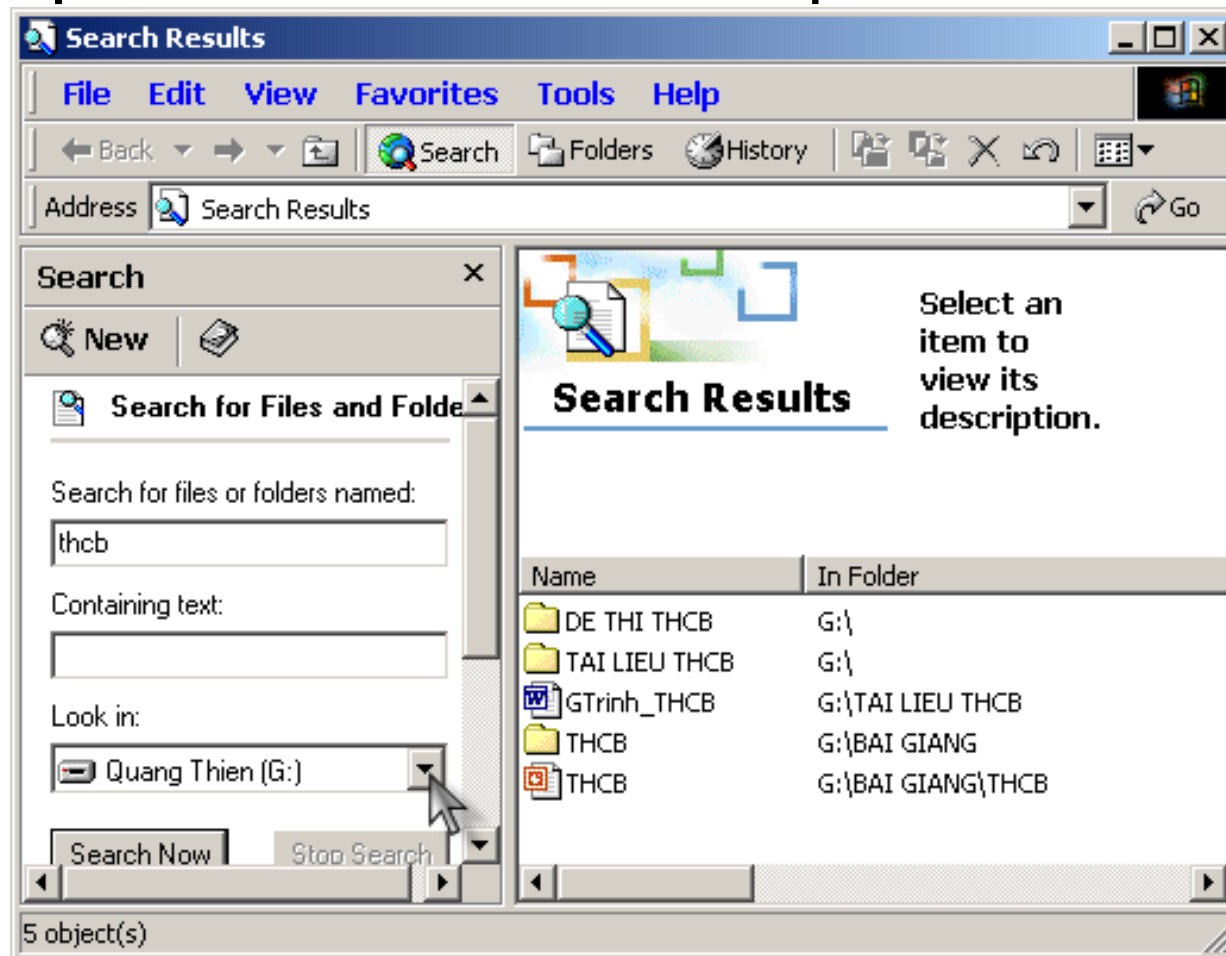 Search Results
File Edit View Favorites Tools Help
Back Search Folders History
Address Search Results Go
Search
New
Search for Files and Folde
Search for files or folders named:
thcb
Containing text:
Look in:
Quang Thien (G:)
Search Now Stop Search
Search Results
Select an
item to
view its
description.
Name In Folder
DE THI THCB G:\
TAI LIEU THCB G:\
GTrinh_THCB G:\TAI LIEU THCB
THCB G:\BAI GIANG
THCB G:\BAI GIANG\THCB
5 object(s)